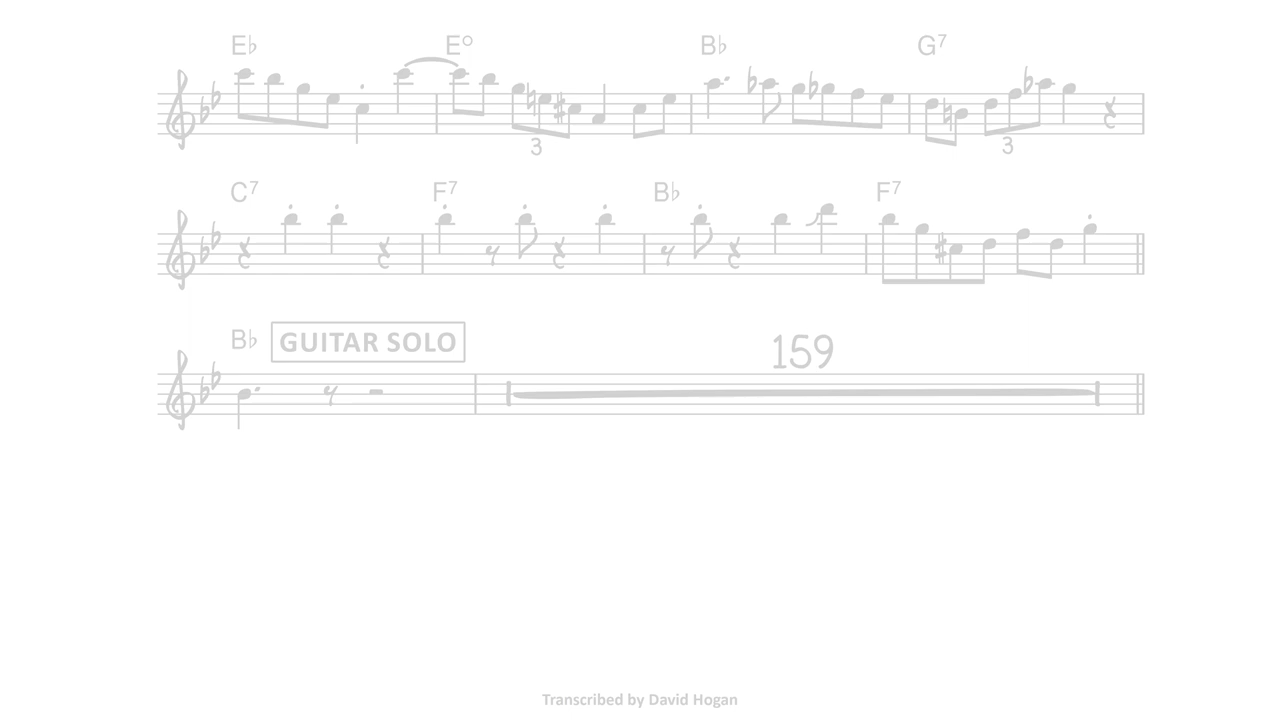 E♭ E° B♭ G7
3 3
C7 F7 B♭ F7
B♭ GUITAR SOLO 159
Transcribed by David Hogan